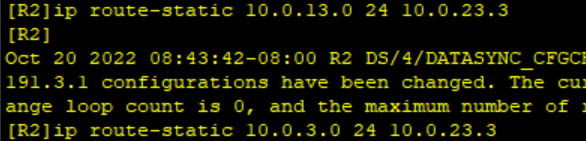 [R2]ip route-static 10.0.13.0 24 10.0.23.3
[R2]
Oct 20 2022 08:43:42-08:00 R2 DS/4/DATASYNC_CFGC
191.3.1 configurations have been changed. The cu
ange loop count is 0, and the maximum number of
[R2]ip route-static 10.0.3.0 24 10.0.23.3